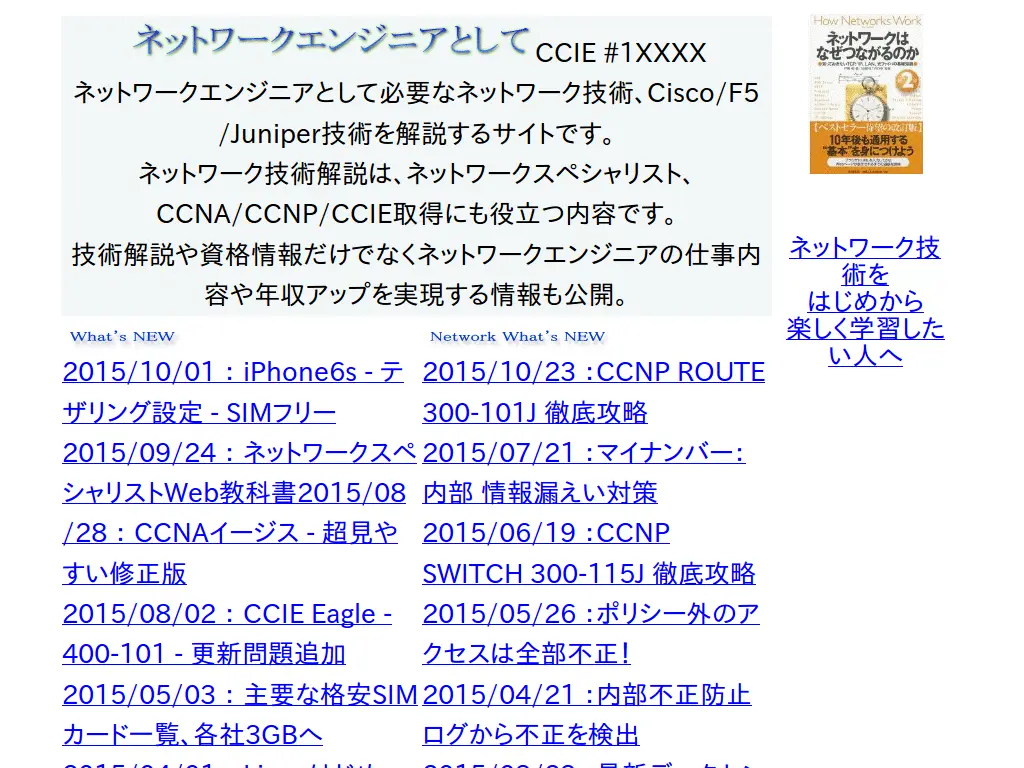 ネットワークエンジニアとして CCIE #1XXXX
ネットワークエンジニアとして必要なネットワーク技術、Cisco/F5
/Juniper技術を解説するサイトです。
ネットワーク技術解説は、ネットワークスペシャリスト、
CCNA/CCNP/CCIE取得にも役立つ内容です。
技術解説や資格情報だけでなくネットワークエンジニアの仕事内
容や年収アップを実現する情報も公開。
What's NEW
2015/10/01 : iPhone6s - テ
ザリング設定 - SIMフリー
2015/09/24 : ネットワークスペ
シャリストWeb教科書2015/08
/28 : CCNAイージス - 超見や
すい修正版
2015/08/02 : CCIE Eagle -
400-101 - 更新問題追加
2015/05/03 : 主要な格安SIM
カード一覧、各社3GBへ
Network What's NEW
2015/10/23 :CCNP ROUTE
300-101J 徹底攻略
2015/07/21 :マイナンバー:
内部 情報漏えい対策
2015/06/19 :CCNP
SWITCH 300-115J 徹底攻略
2015/05/26 :ポリシー外のア
クセスは全部不正!
2015/04/21 :内部不正防止
ログから不正を検出
How Networks Work
ネットワークは
なぜつながるのか
第2版
【ベストセラー待望の改訂版】
10年後も通用する
"基本"を身につけよう
ネットワーク技
術を
はじめから
楽しく学習した
い人へ